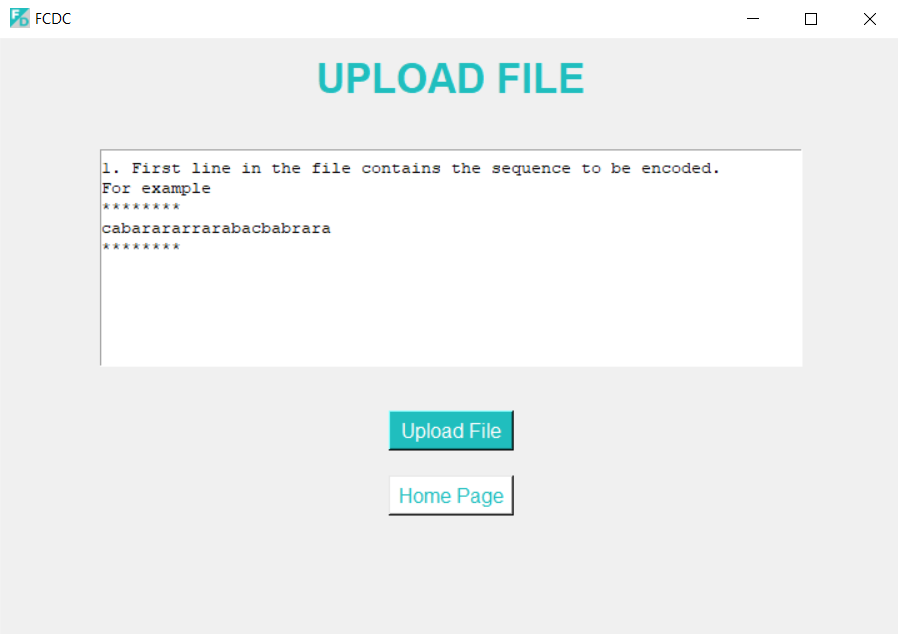 FCDC
UPLOAD FILE
1. First line in the file contains the sequence to be encoded.
For example
********
cabarararrarabacbabrara
********
Upload File
Home Page